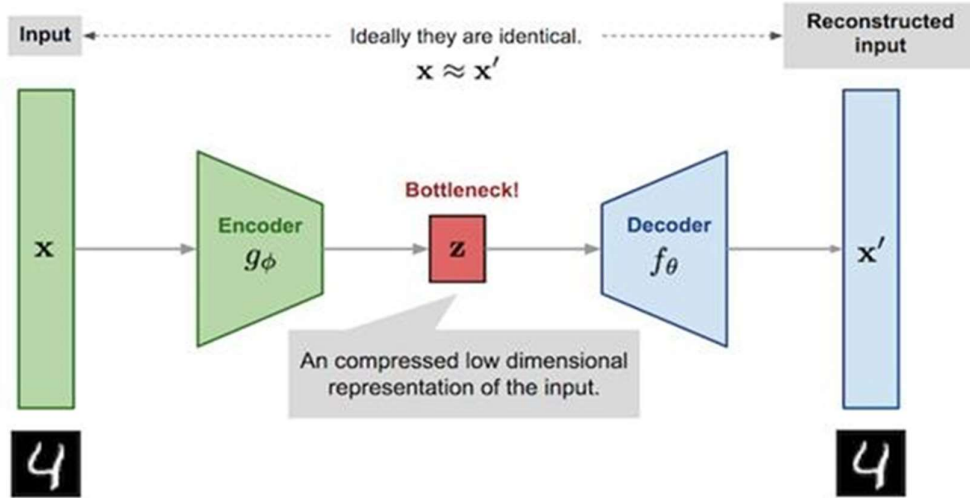 Input
Ideally they are identical.
x ≈ x′
Reconstructed
input
Bottleneck!
x
Encoder
gϕ
z
Decoder
fθ
x′
An compressed low dimensional
representation of the input.
4
4